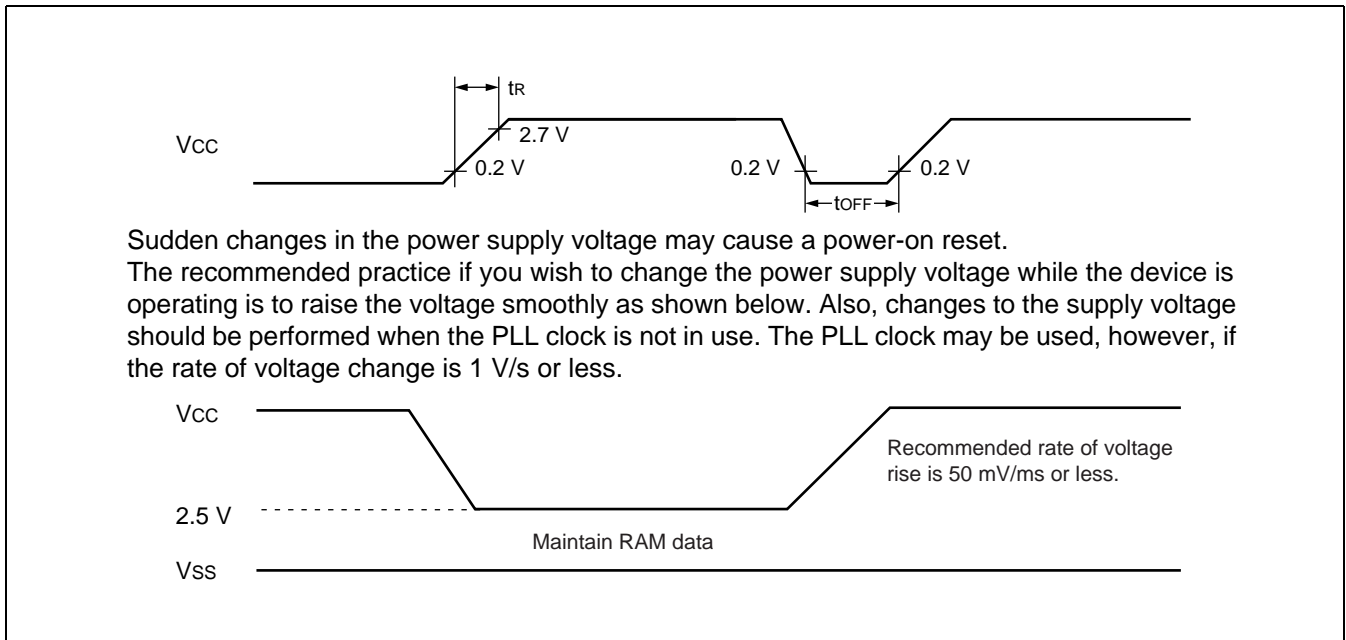 tR
VCC
2.7 V
0.2 V
0.2 V
0.2 V
tOFF
Sudden changes in the power supply voltage may cause a power-on reset.
The recommended practice if you wish to change the power supply voltage while the device is
operating is to raise the voltage smoothly as shown below. Also, changes to the supply voltage
should be performed when the PLL clock is not in use. The PLL clock may be used, however, if
the rate of voltage change is 1 V/s or less.
VCC
Recommended rate of voltage
rise is 50 mV/ms or less.
2.5 V
Maintain RAM data
VSS